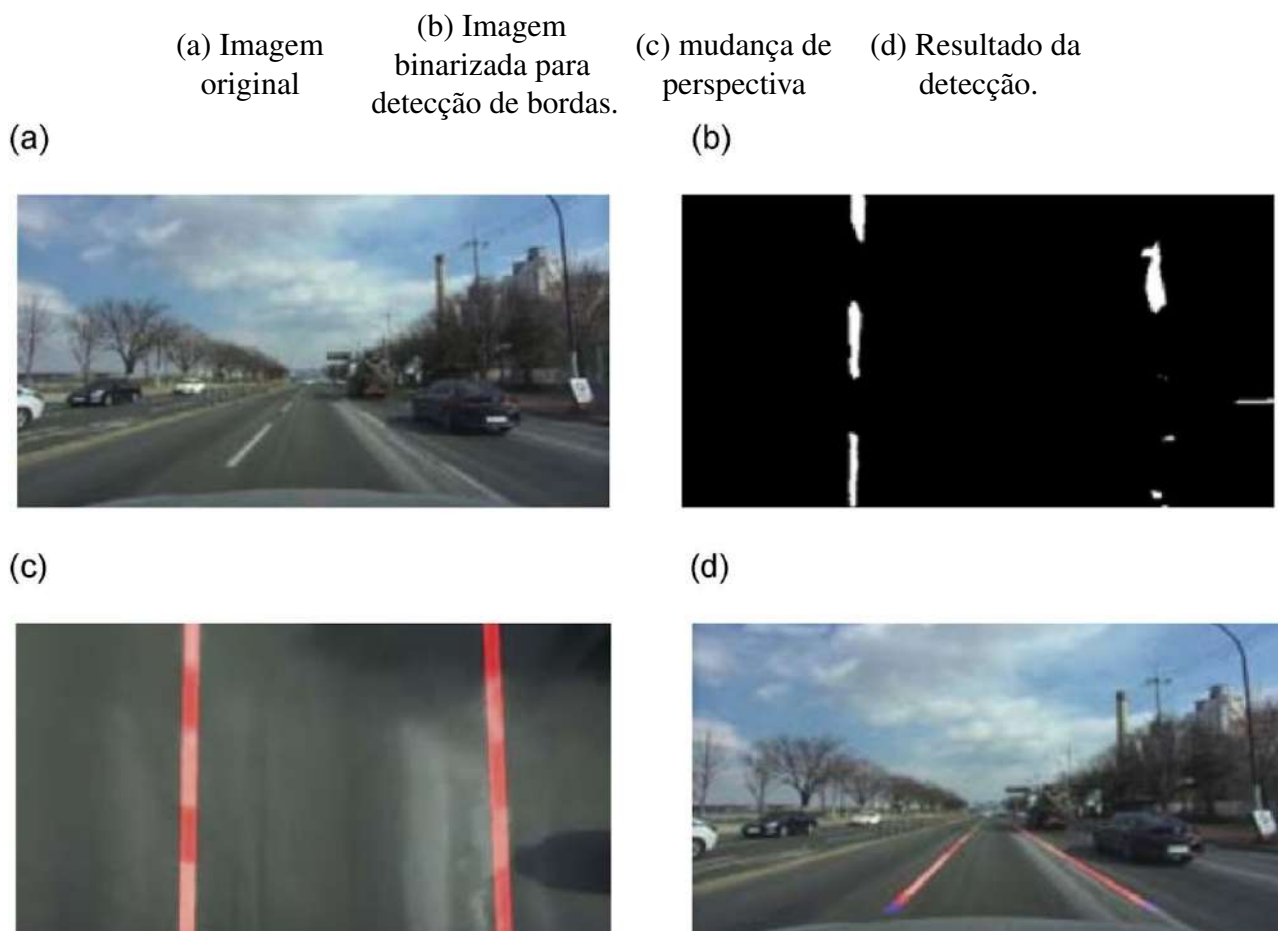 (a) Imagem
original
(b) Imagem
binarizada para
detecção de bordas.
(c) mudança de
perspectiva
(d) Resultado da
detecção.
(a)
(b)
(c)
(d)